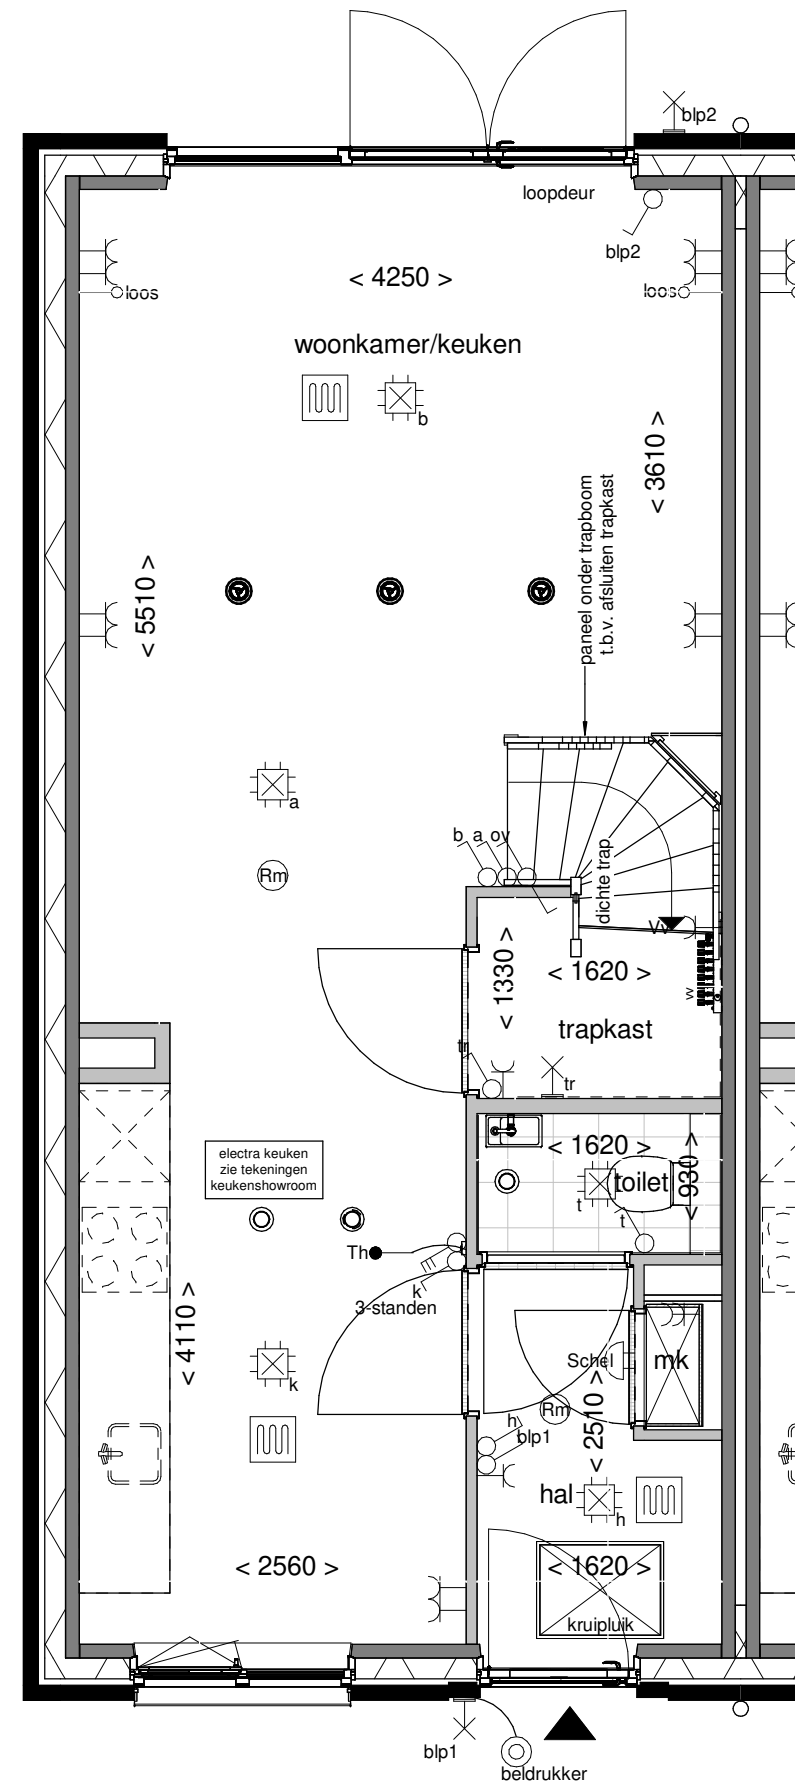 blp2
loopdeur
blp2
< 4250 >
loos
loos
woonkamer/keuken
b
< 3610 >
paneel onder trapboom
t.b.v. afsluiten trapkast
< 5510 >
a
b a ov
dichte trap
Rm
Vv
< 1330 >
< 1620 >
vv
trapkast
tr
tr
electra keuken
zie tekeningen
keukenshowroom
< 1620 >
toilet
< 930 >
t
t
Th
k
3-standen
< 4110 >
Schel
mk
k
Rm
< 2510 >
h
blp1
hal
h
< 2560 >
< 1620 >
kruipluik
blp1
beldrukker